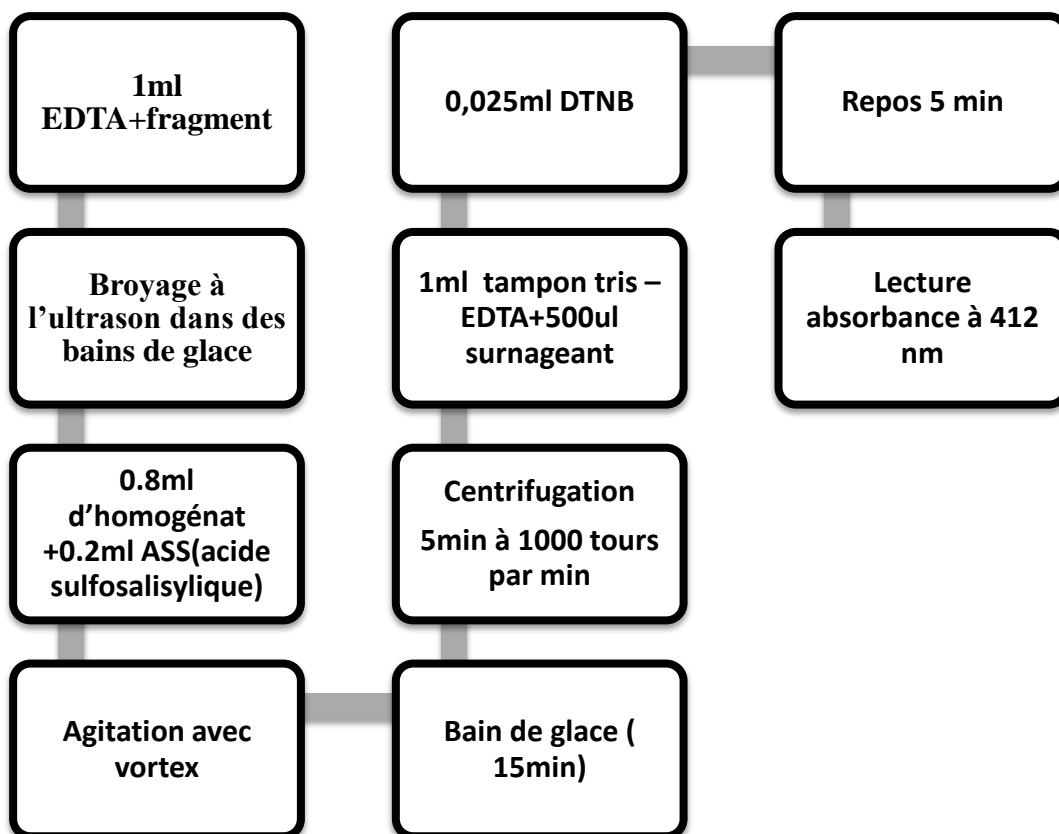 1ml
EDTA+fragment
Broyage à
l’ultrason dans des
bains de glace
0.8ml
d’homogénat
+0.2ml ASS(acide
sulfosalisylique)
Agitation avec
vortex
Bain de glace (
15min)
Centrifugation
5min à 1000 tours
par min
1ml tampon tris –
EDTA+500ul
surnageant
0,025ml DTNB
Repos 5 min
Lecture
absorbance à 412
nm